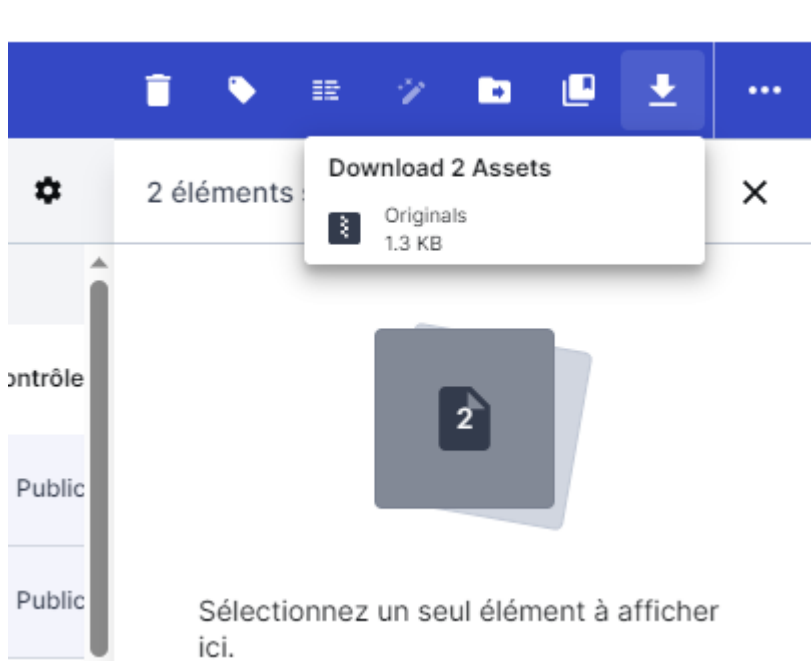 Download 2 Assets
2 éléments
Originals
1.3 KB
ontrôle
2
Public
Public
Sélectionnez un seul élément à afficher
ici.